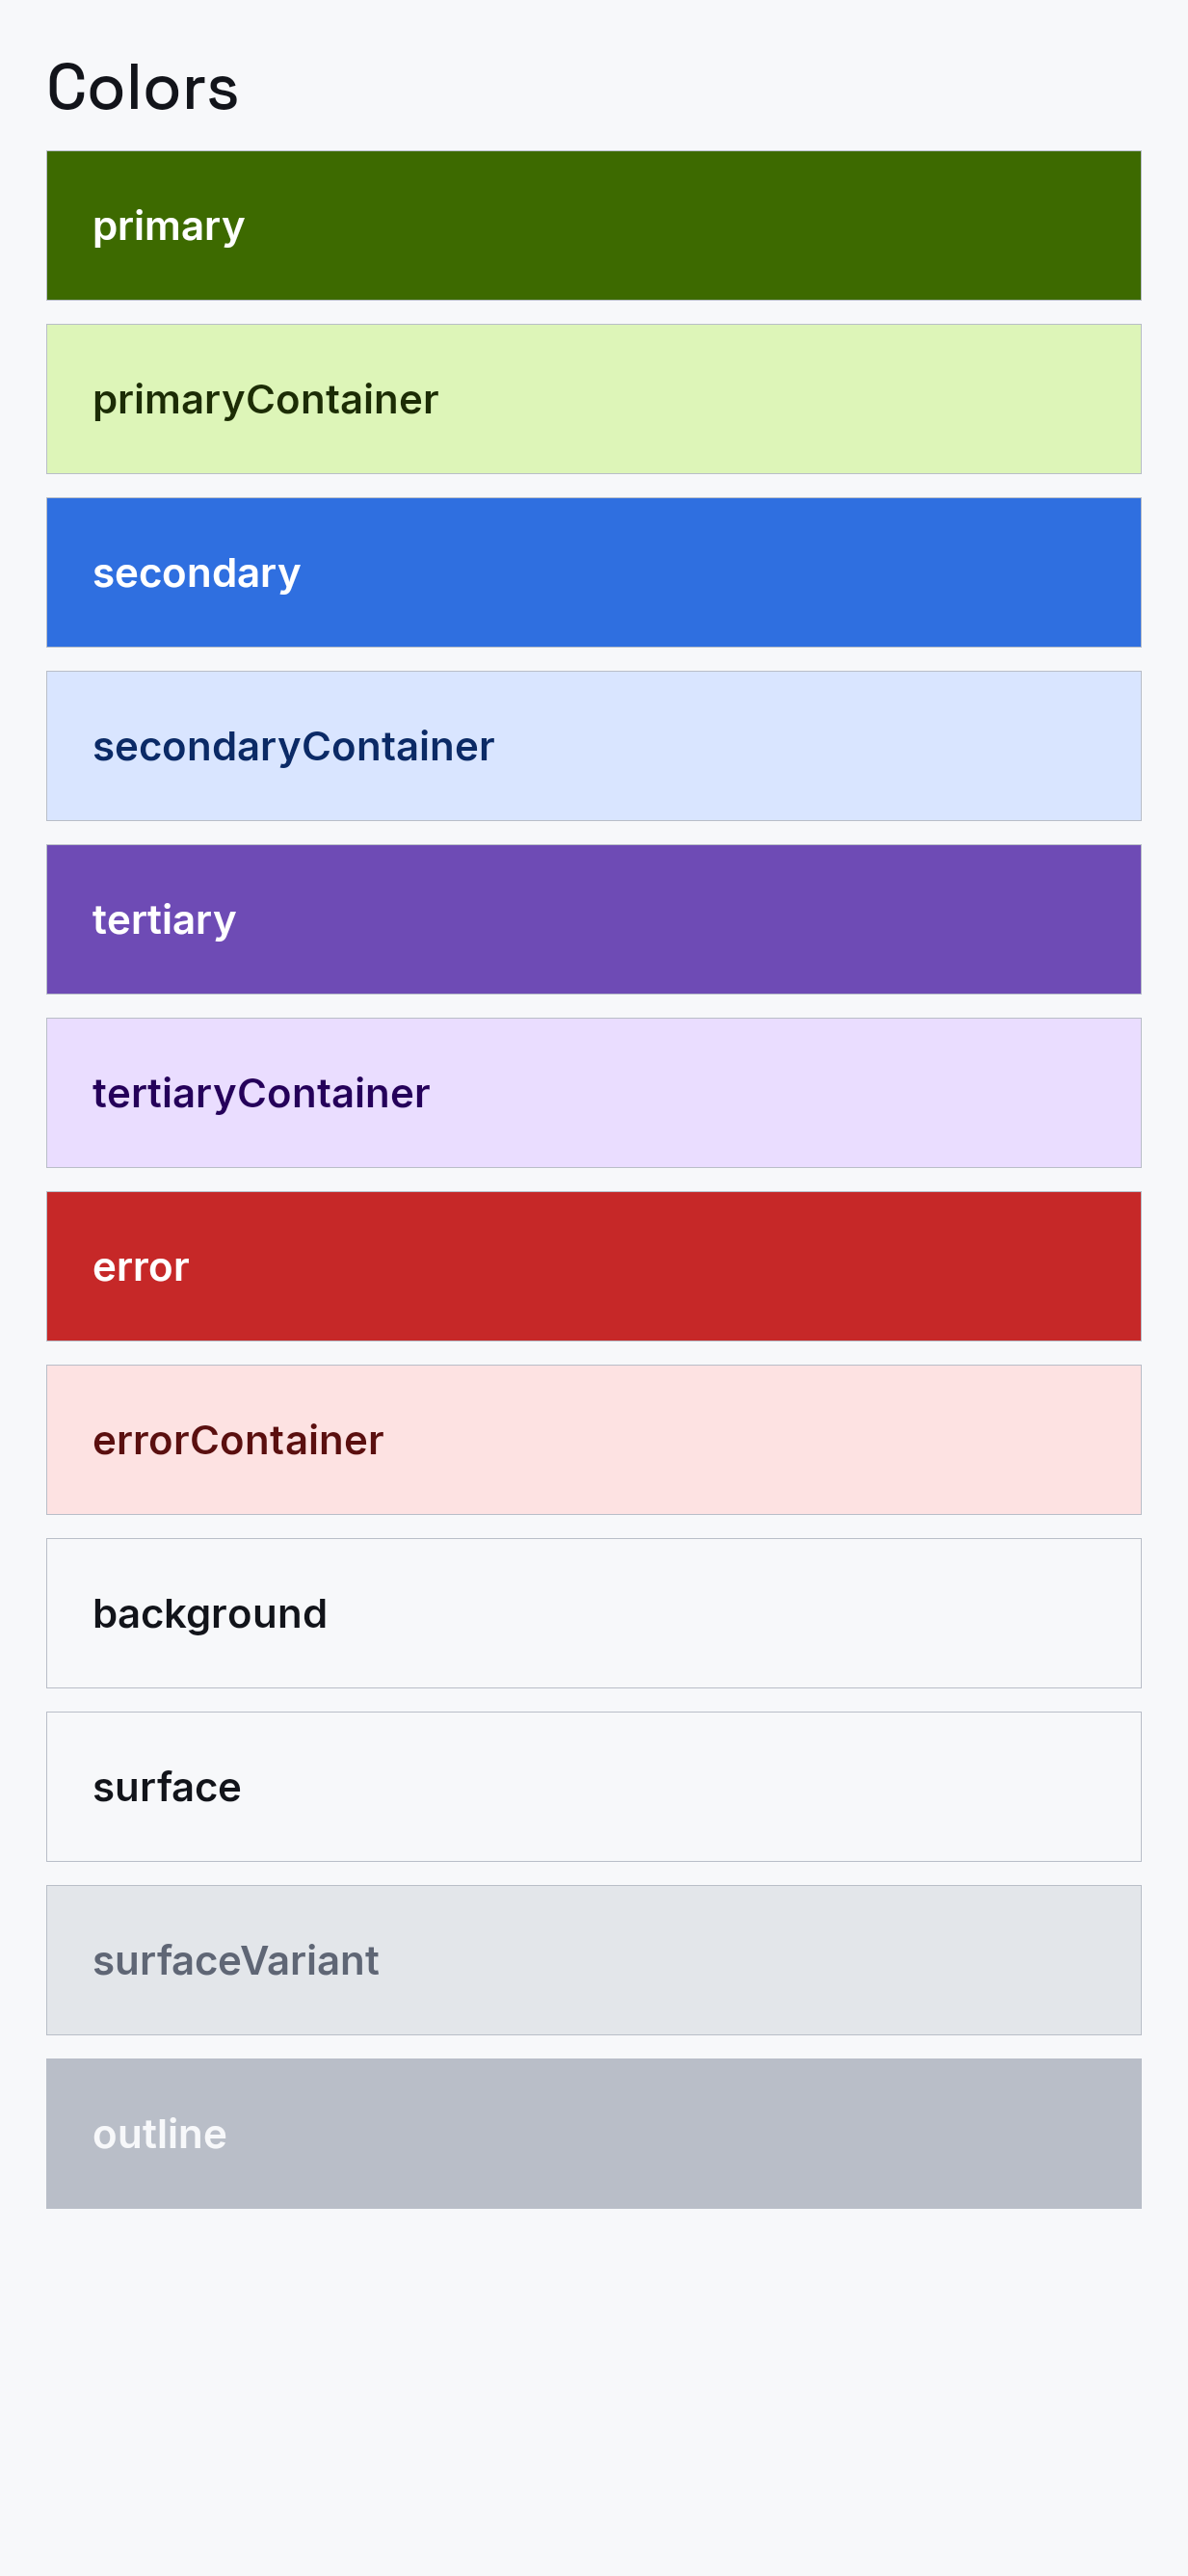 Colors
primary
primaryContainer
secondary
secondaryContainer
tertiary
tertiaryContainer
error
errorContainer
background
surface
surfaceVariant
outline